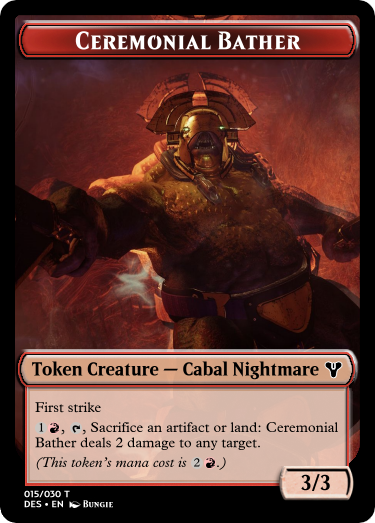 CEREMONIAL BATHER
Token Creature — Cabal Nightmare
First strike
1 R, T, Sacrifice an artifact or land: Ceremonial
Bather deals 2 damage to any target.
(This token's mana cost is 2 R.)
3/3
015/030 T
DES • EN BUNGIE